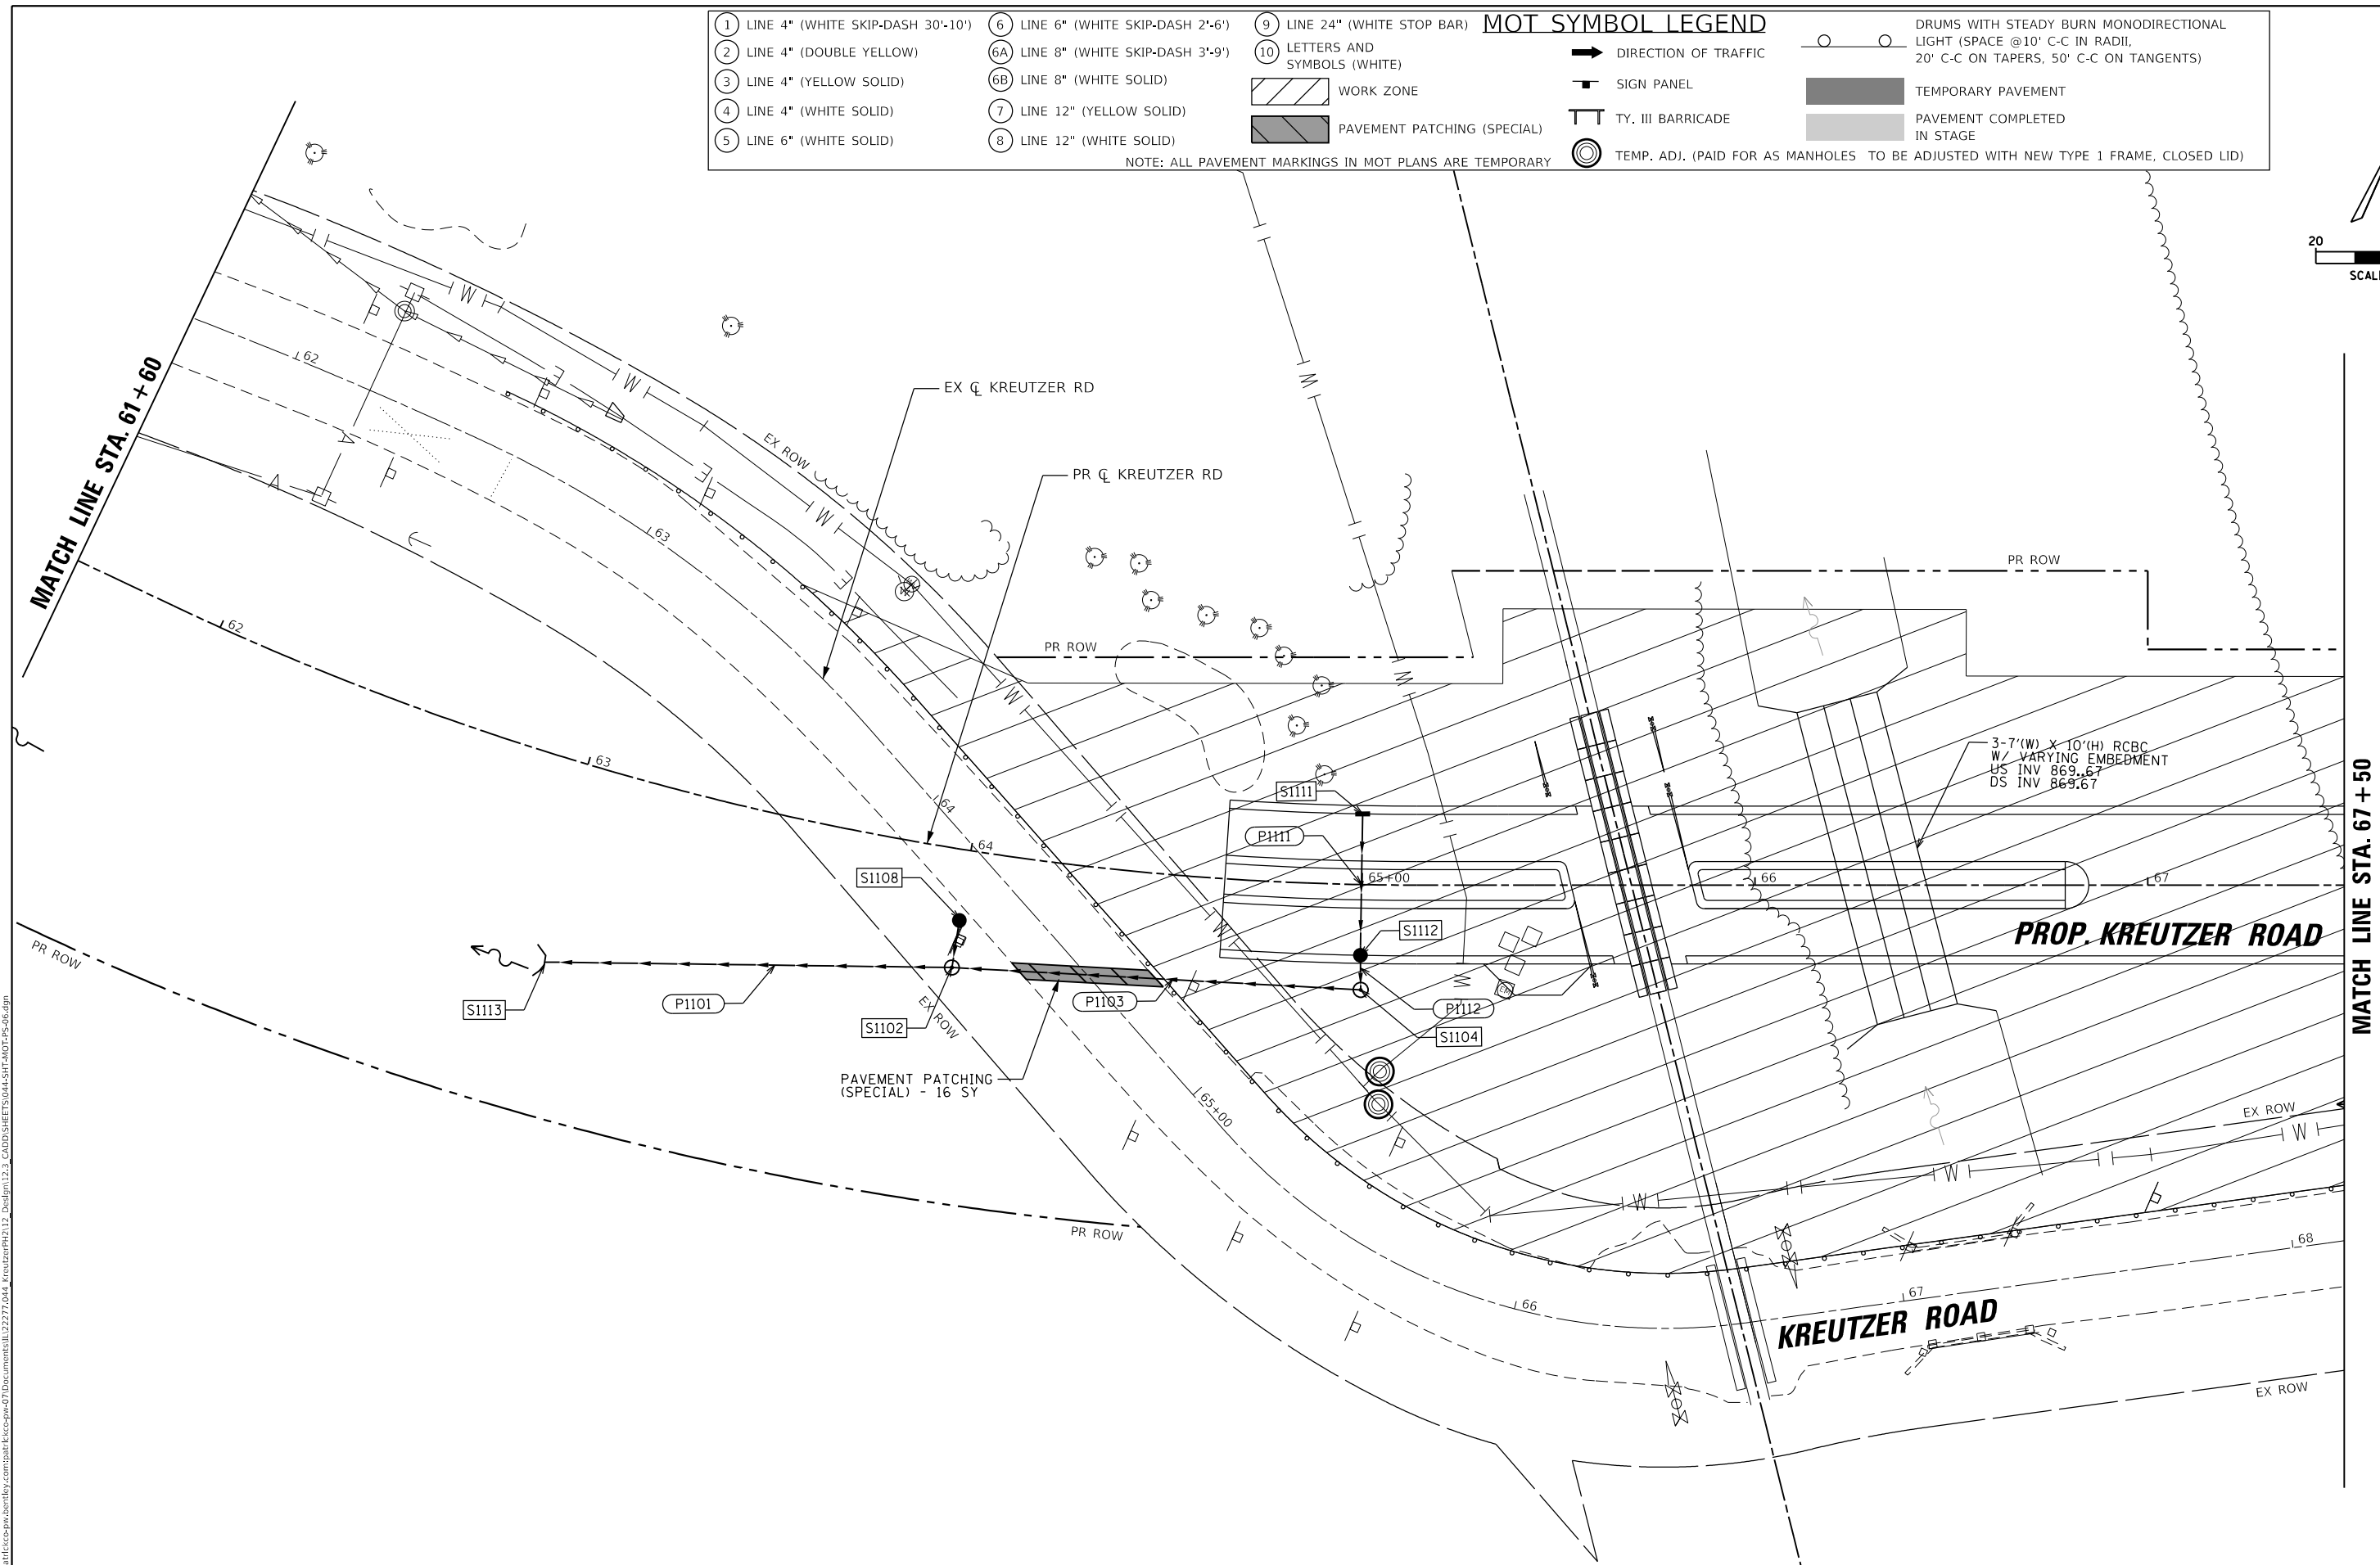 MOT SYMBOL LEGEND
1 LINE 4" (WHITE SKIP-DASH 30'-10')
2 LINE 4" (DOUBLE YELLOW)
3 LINE 4" (YELLOW SOLID)
4 LINE 4" (WHITE SOLID)
5 LINE 6" (WHITE SOLID)
6 LINE 6" (WHITE SKIP-DASH 2'-6')
6A LINE 8" (WHITE SKIP-DASH 3'-9')
6B LINE 8" (WHITE SOLID)
7 LINE 12" (YELLOW SOLID)
8 LINE 12" (WHITE SOLID)
9 LINE 24" (WHITE STOP BAR)
10 LETTERS AND
SYMBOLS (WHITE)
WORK ZONE
PAVEMENT PATCHING (SPECIAL)
DIRECTION OF TRAFFIC
SIGN PANEL
TY. III BARRICADE
TEMP. ADJ. (PAID FOR AS MANHOLES TO BE ADJUSTED WITH NEW TYPE 1 FRAME, CLOSED LID)
DRUMS WITH STEADY BURN MONODIRECTIONAL
LIGHT (SPACE @10' C-C IN RADII,
20' C-C ON TAPERS, 50' C-C ON TANGENTS)
TEMPORARY PAVEMENT
PAVEMENT COMPLETED
IN STAGE
NOTE: ALL PAVEMENT MARKINGS IN MOT PLANS ARE TEMPORARY
20
SCAL
MATCH LINE STA. 61+60
W
W
W
W
62
EX ℄ KREUTZER RD
EX ROW
PR ℄ KREUTZER RD
63
E
E
E
A
A
W
W
PR ROW
PR ROW
62
63
64
64
W
3-7'(W) X 10'(H) RCBC
W/ VARYING EMBEDMENT
US INV 869.67
DS INV 869.67
S1111
P1111
65+00
66
67
S1108
S1112
PROP. KREUTZER ROAD
MATCH LINE STA. 67+50
PR ROW
S1113
P1101
S1102
EX ROW
P1103
P1112
S1104
W
W
PAVEMENT PATCHING
(SPECIAL) - 16 SY
65+00
EX ROW
W
W
W
PR ROW
66
67
68
KREUTZER ROAD
EX ROW